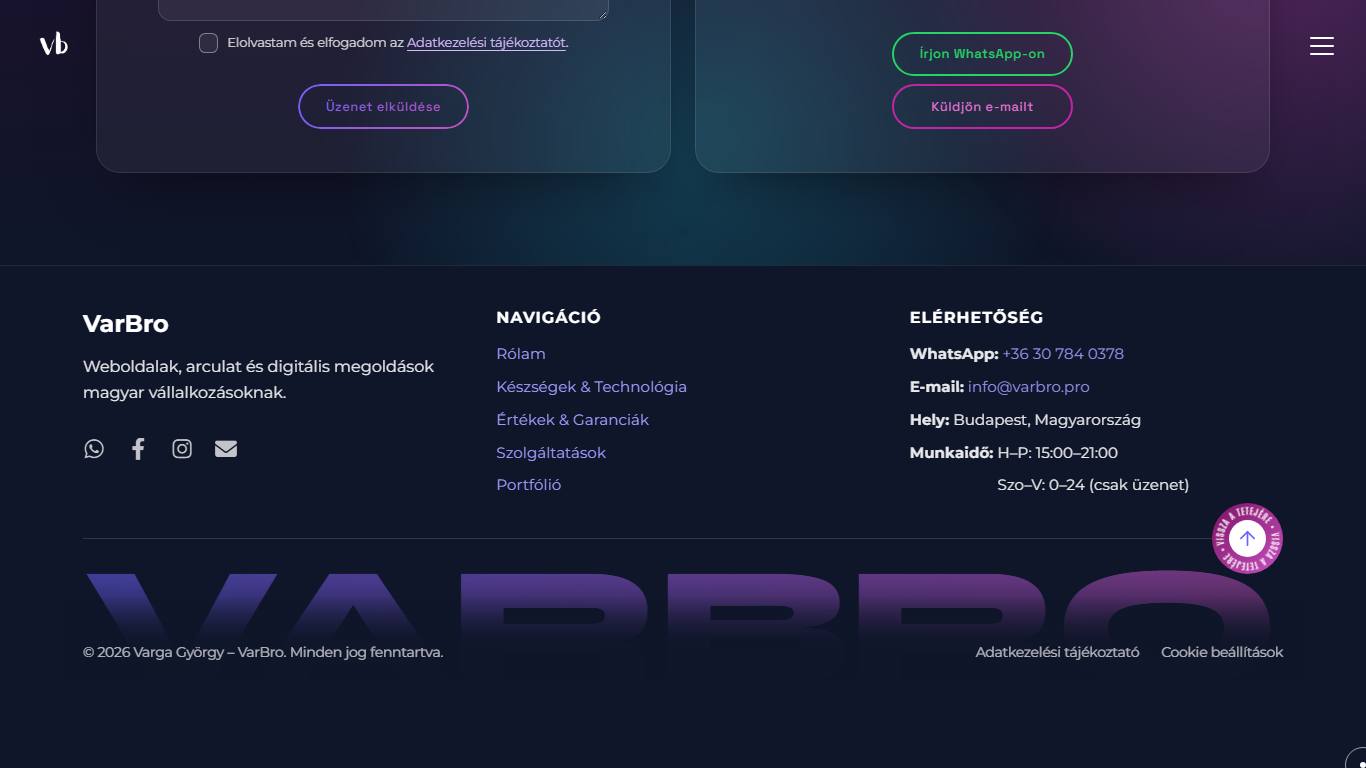 vb
Elolvastam és elfogadom az Adatkezelési tájékoztatót.
Üzenet elküldése
Írjon WhatsApp-on
Küldjön e-mailt
VarBro
Weboldalak, arculat és digitális megoldások
magyar vállalkozásoknak.
NAVIGÁCIÓ
Rólam
Készségek & Technológia
Értékek & Garanciák
Szolgáltatások
Portfólió
ELÉRHETŐSÉG
WhatsApp: +36 30 784 0378
E-mail: info@varbro.pro
Hely: Budapest, Magyarország
Munkaidő: H–P: 15:00–21:00
Szo–V: 0–24 (csak üzenet)
VISSZA A TETEJÉRE • VISSZA A TETEJÉRE •
VARBRO
© 2026 Varga György – VarBro. Minden jog fenntartva.
Adatkezelési tájékoztató Cookie beállítások